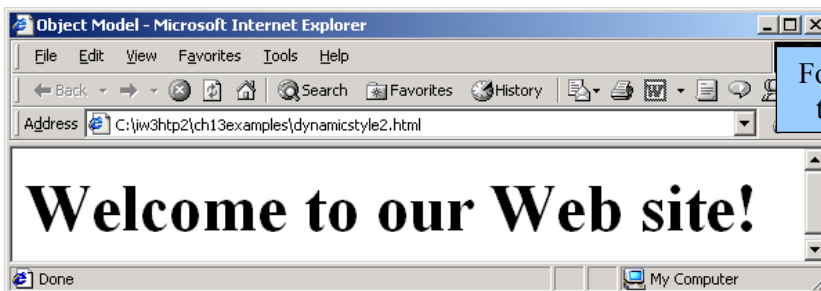 Object Model - Microsoft Internet Explorer
File Edit View Favorites Tools Help
Back Search Favorites History
Fo
t
Address C:\iw3htp2\ch13examples\dynamicstyle2.html
Welcome to our Web site!
Done My Computer